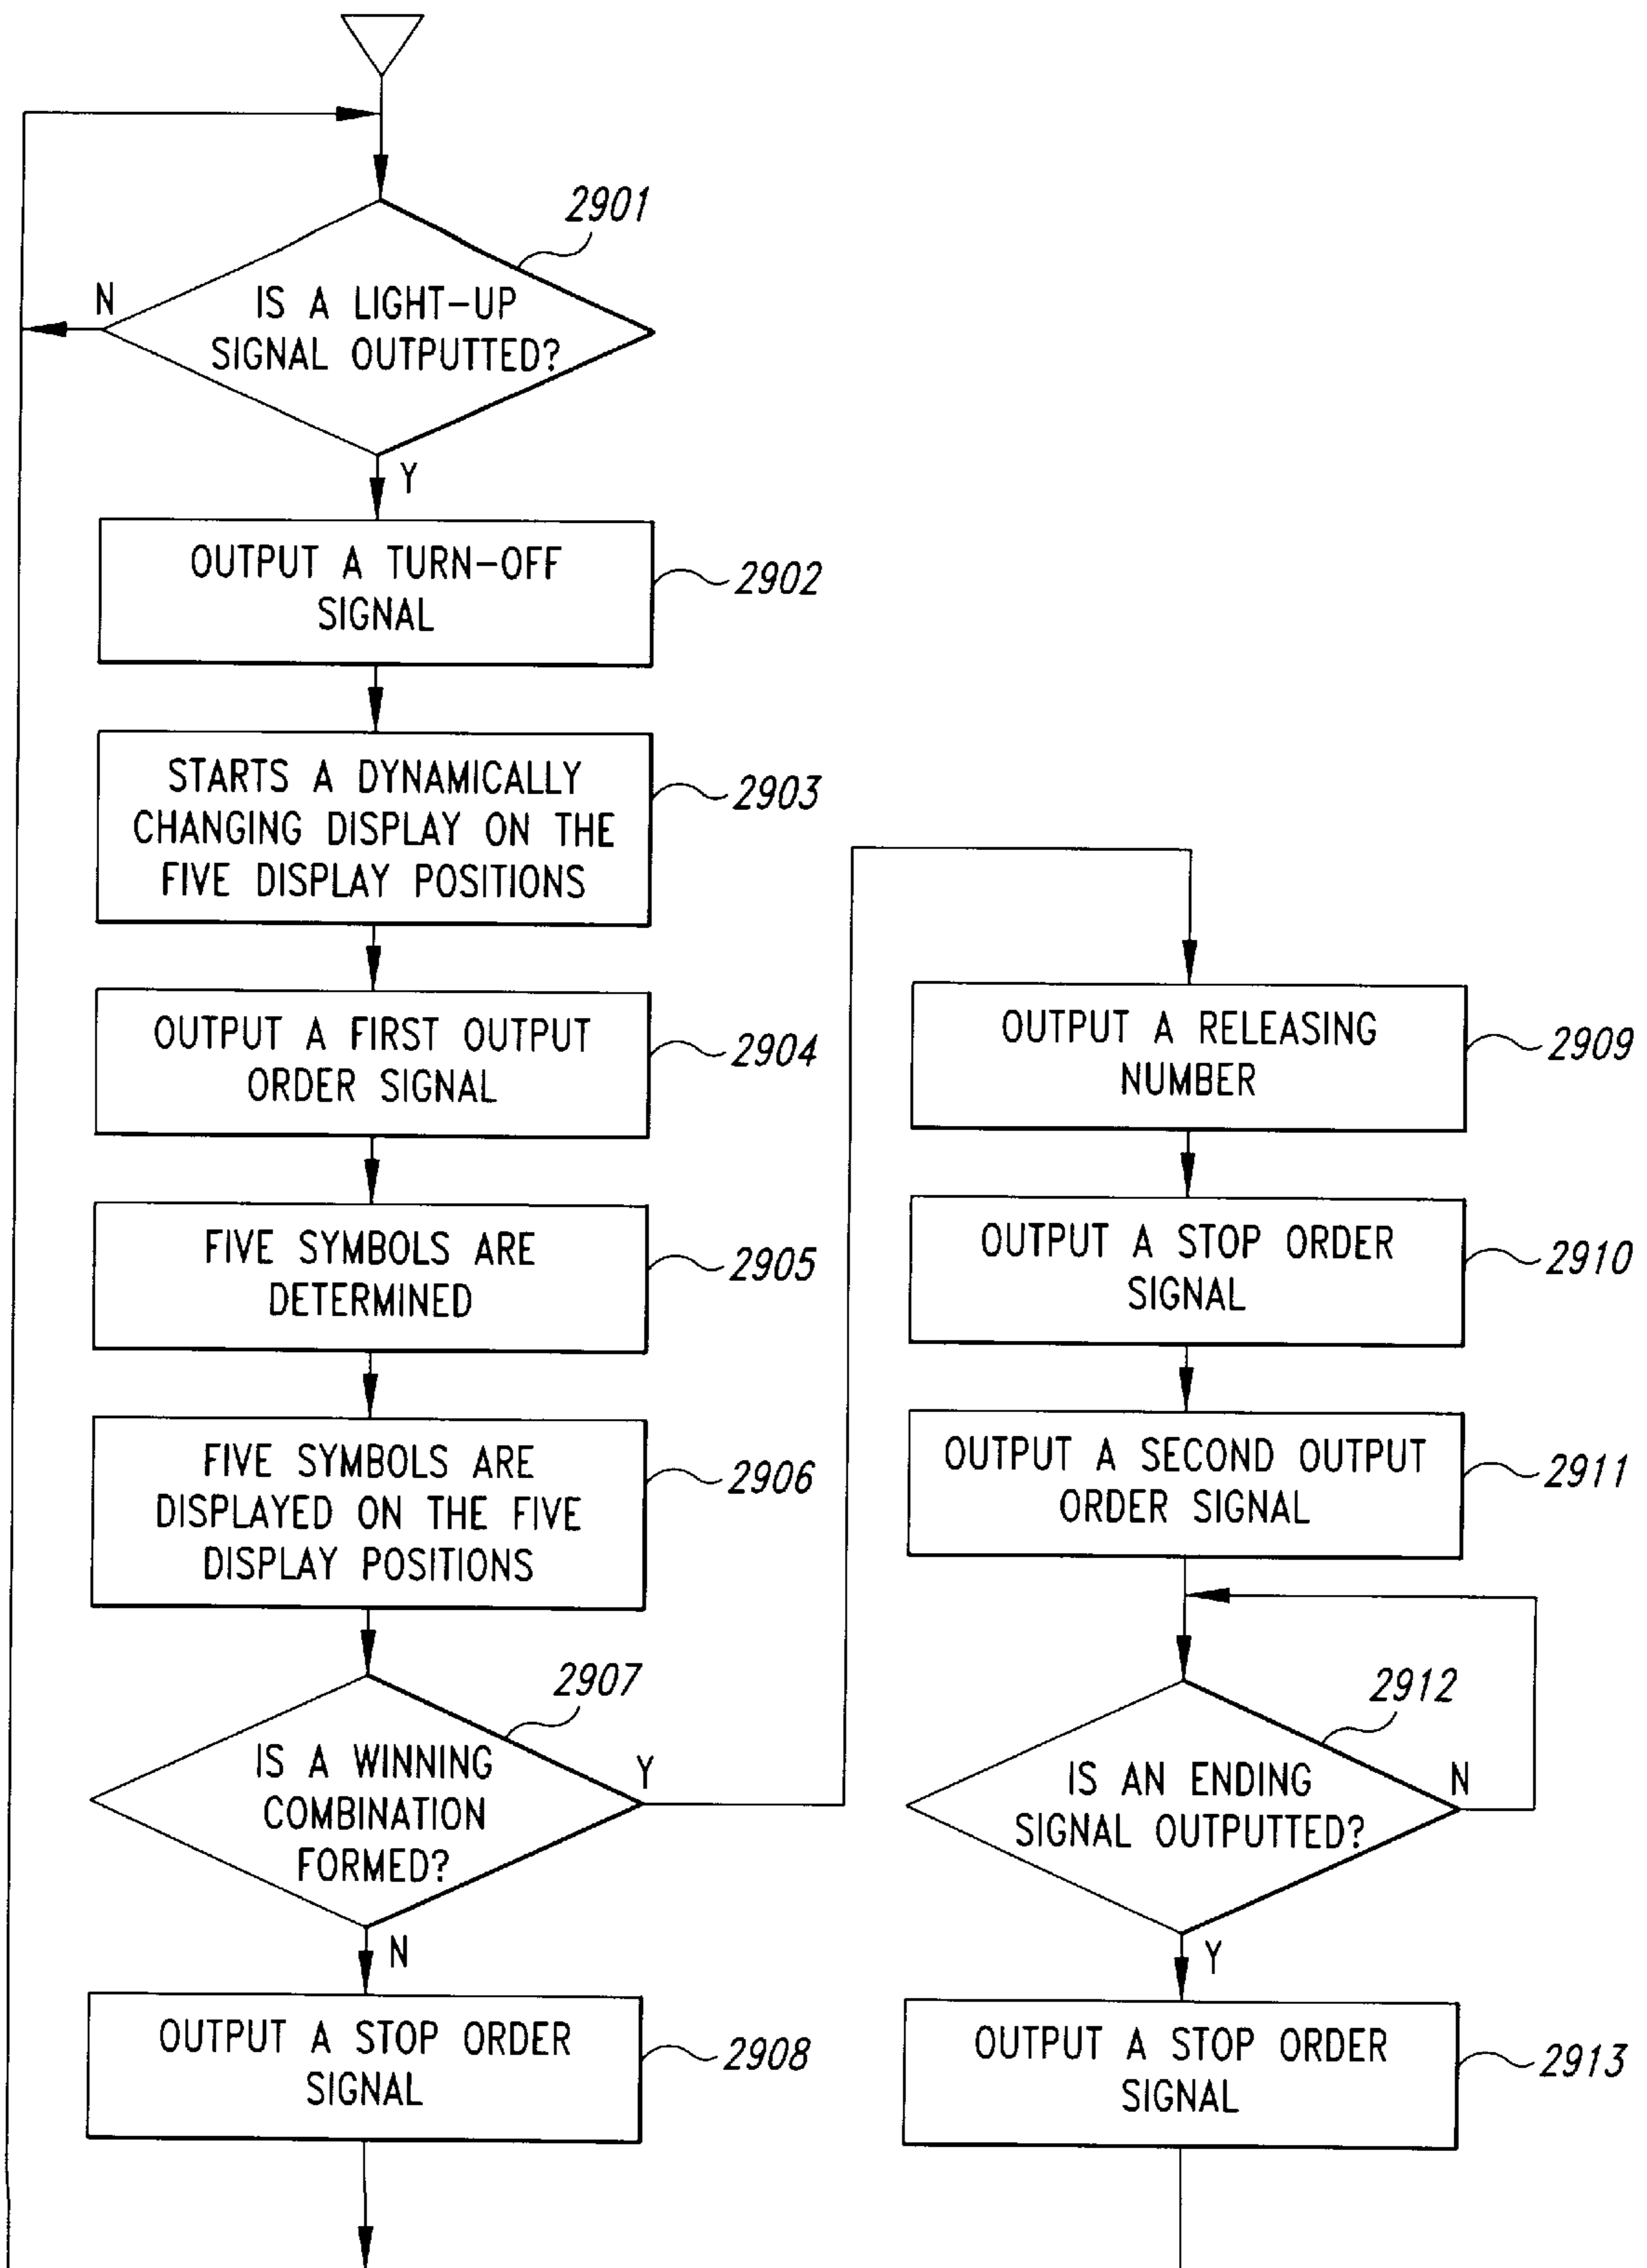 2901
N
IS A LIGHT-UP
SIGNAL OUTPUTTED?
Y
OUTPUT A TURN-OFF
SIGNAL
2902
STARTS A DYNAMICALLY
CHANGING DISPLAY ON THE
FIVE DISPLAY POSITIONS
2903
OUTPUT A FIRST OUTPUT
ORDER SIGNAL
2904
FIVE SYMBOLS ARE
DETERMINED
2905
FIVE SYMBOLS ARE
DISPLAYED ON THE FIVE
DISPLAY POSITIONS
2906
2907
IS A WINNING
COMBINATION
FORMED?
Y
N
OUTPUT A STOP ORDER
SIGNAL
2908
OUTPUT A RELEASING
NUMBER
2909
OUTPUT A STOP ORDER
SIGNAL
2910
OUTPUT A SECOND OUTPUT
ORDER SIGNAL
2911
2912
IS AN ENDING
SIGNAL OUTPUTTED?
N
Y
OUTPUT A STOP ORDER
SIGNAL
2913